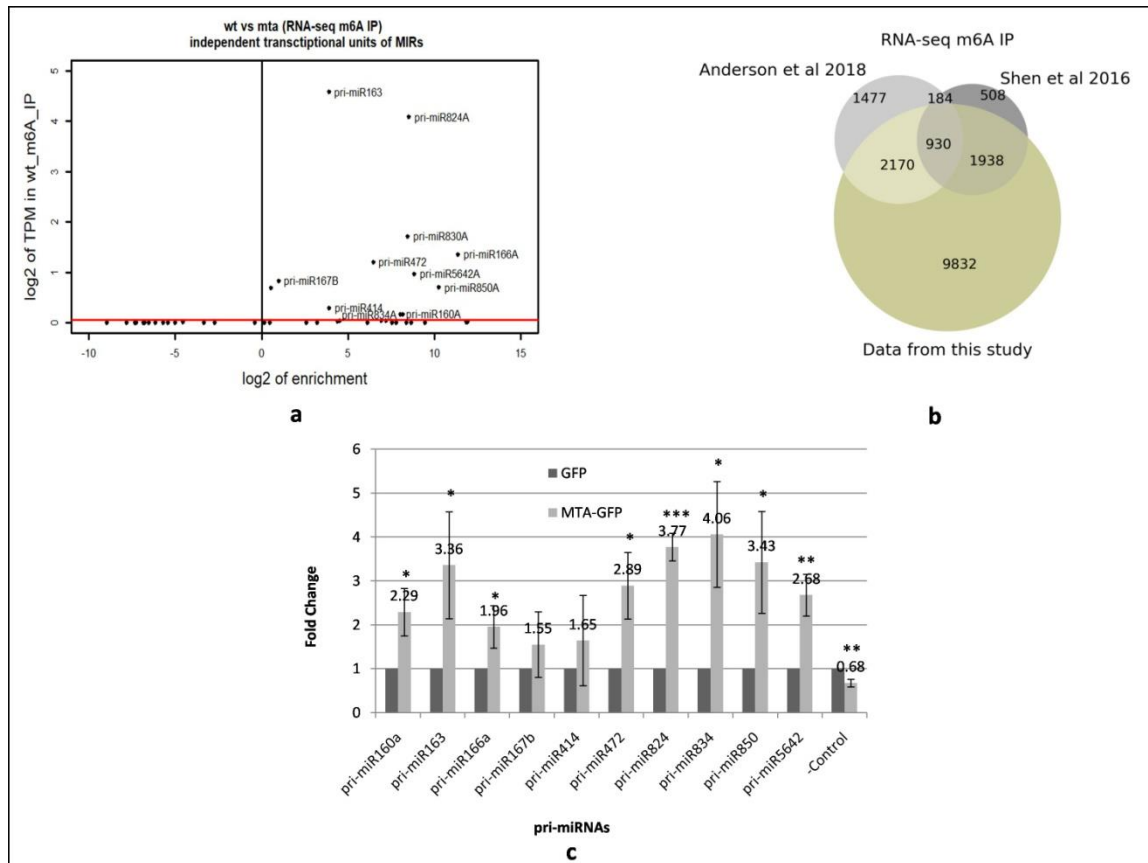 wt vs mta (RNA-seq m6A IP)
independent transctiptional units of MIRs
log2 of TPM in wt_m6A_IP
5
4
3
2
1
0
pri-miR163
pri-miR824A
pri-miR830A
pri-miR166A
pri-miR472
pri-miR5642A
pri-miR167B
pri-miR850A
pri-miR414
pri-miR834A
pri-miR160A
-10 -5 0 5 10 15
log2 of enrichment
a
RNA-seq m6A IP
Anderson et al 2018
Shen et al 2016
1477
184
508
930
2170
1938
9832
Data from this study
b
Fold Change
6
5
4
3
2
1
0
GFP
MTA-GFP
*
2.29
*
3.36
*
1.96
1.55
1.65
*
2.89
***
3.77
*
4.06
*
3.43
**
2.68
**
0.68
pri-miR160a
pri-miR163
pri-miR166a
pri-miR167b
pri-miR414
pri-miR472
pri-miR824
pri-miR834
pri-miR850
pri-miR5642
-Control
pri-miRNAs
c